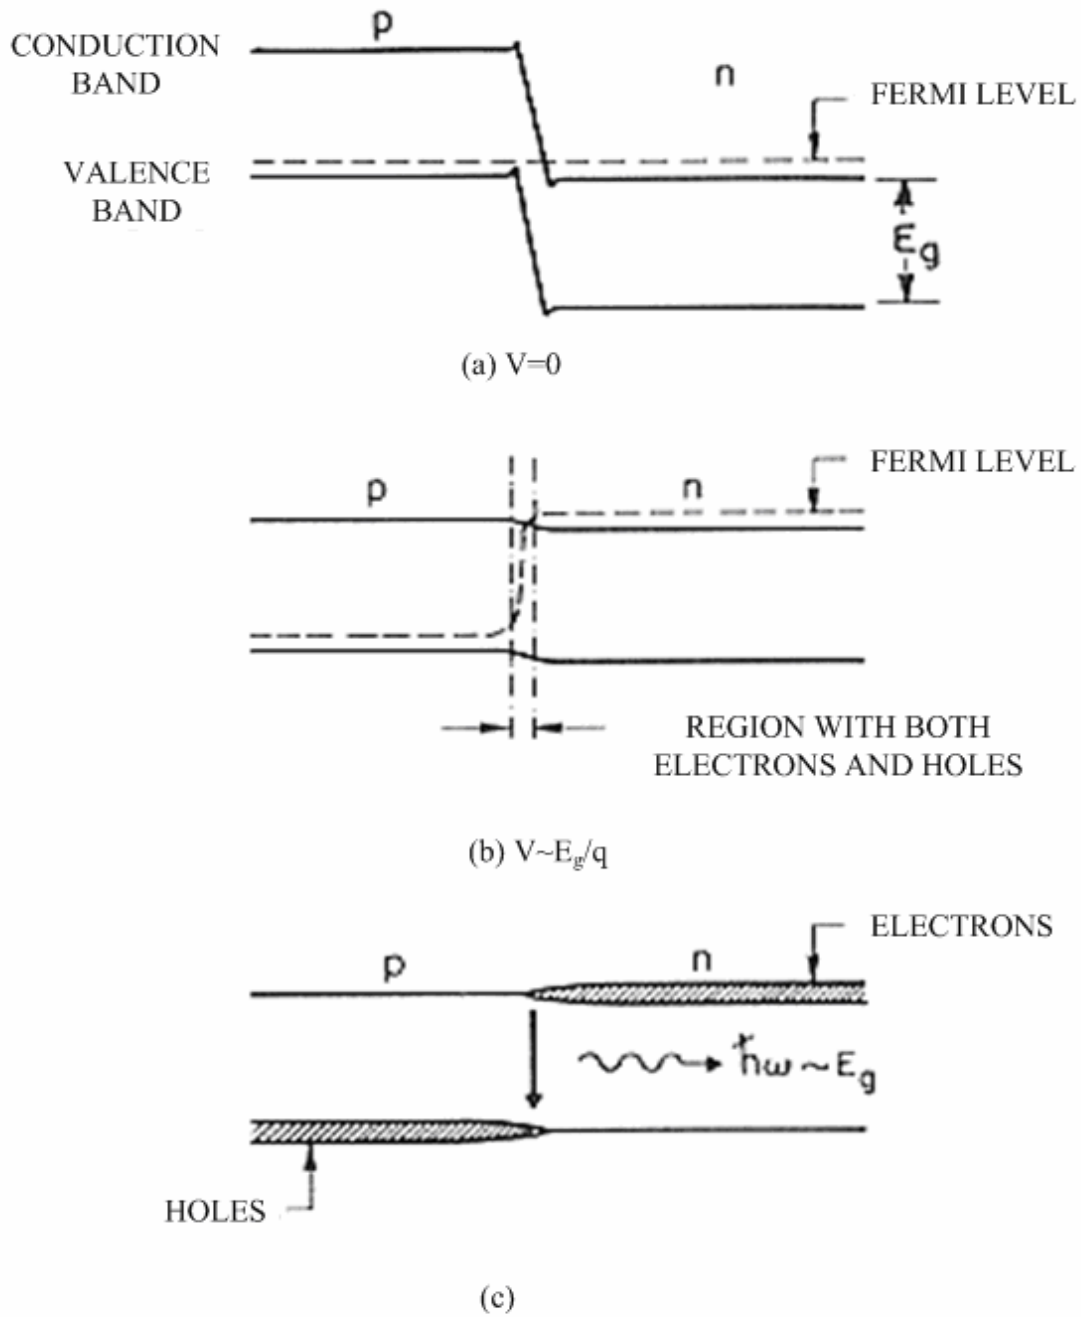 p
CONDUCTION
BAND
n
FERMI LEVEL
VALENCE
BAND
Eg
(a) V=0
FERMI LEVEL
p
n
REGION WITH BOTH
ELECTRONS AND HOLES
(b) V~Eg/q
ELECTRONS
p
n
ħω ~ Eg
HOLES
(c)